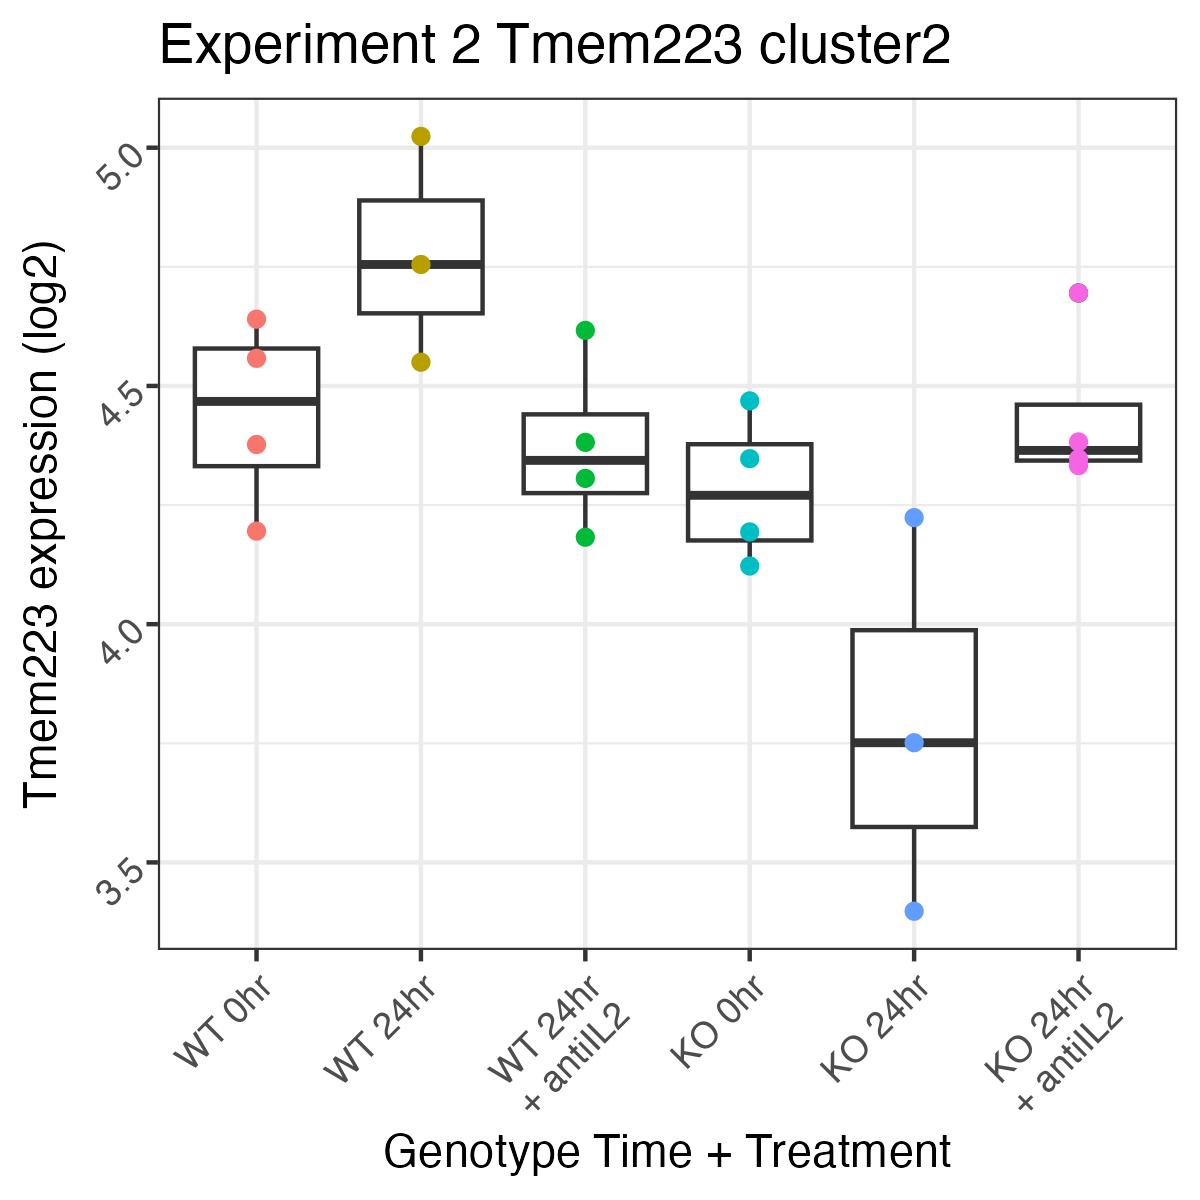 Experiment 2 Tmem223 cluster2
Tmem223 expression (log2)
5.0
4.5
4.0
3.5
WT 0hr
WT 24hr
WT 24hr
+ antiIL2
KO 0hr
KO 24hr
KO 24hr
+ antiIL2
Genotype Time + Treatment